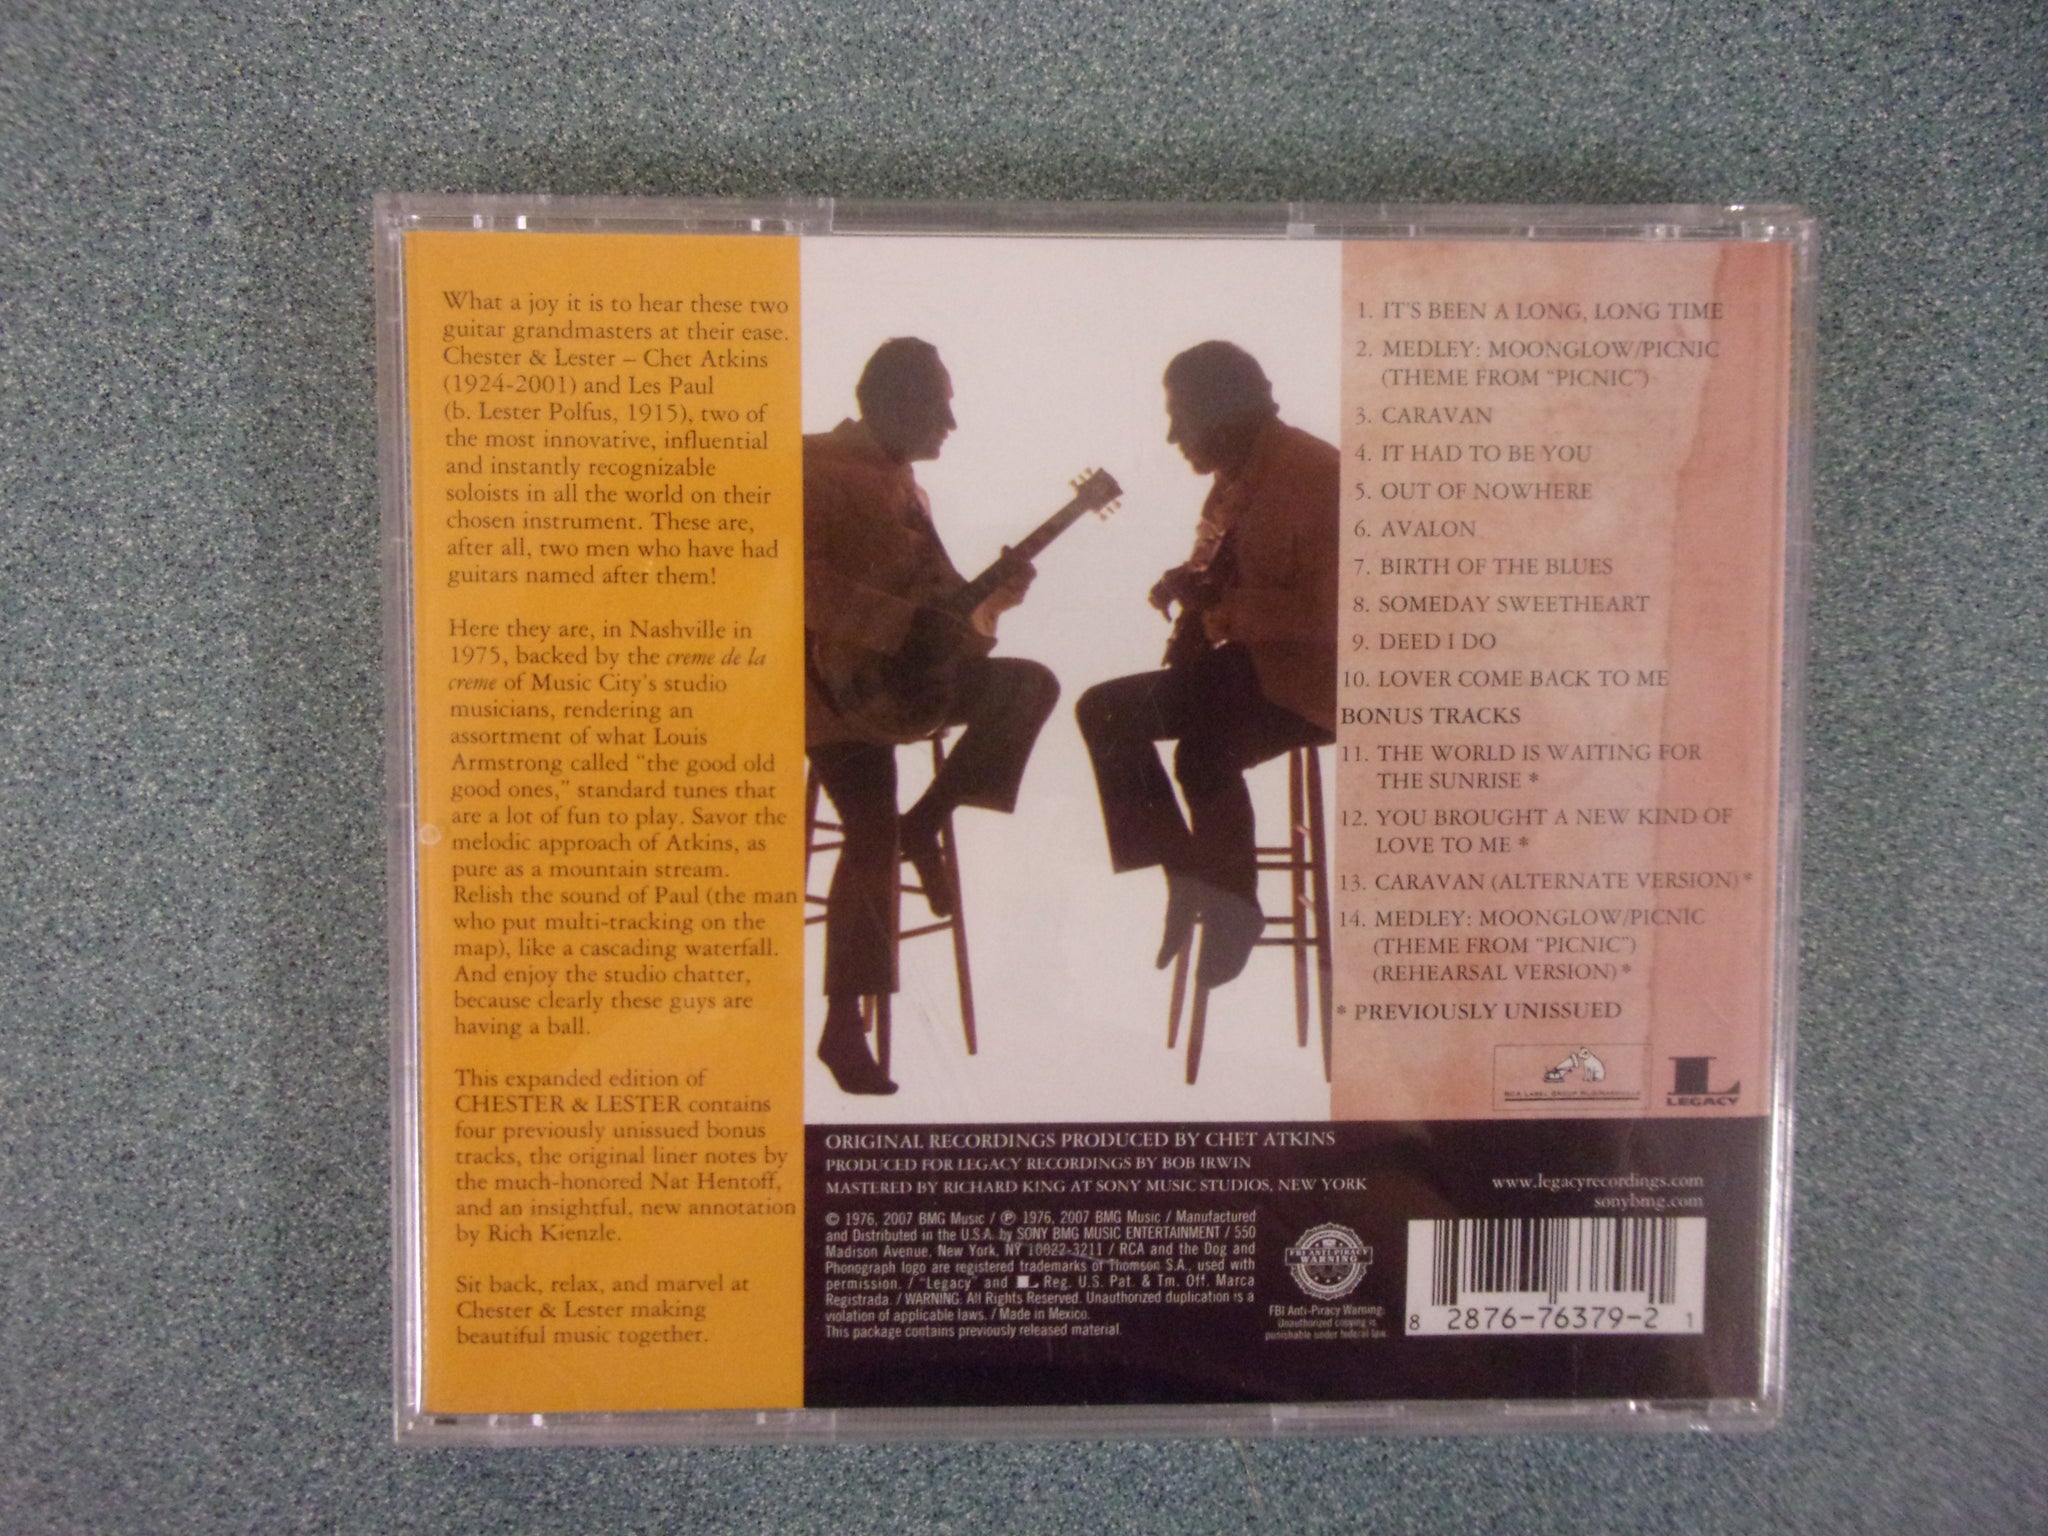 What a joy it is to hear these two
guitar grandmasters at their ease.
Chester & Lester – Chet Atkins
(1924-2001) and Les Paul
(b. Lester Polfus, 1915), two of
the most innovative, influential
and instantly recognizable
soloists in all the world on their
chosen instrument. These are,
after all, two men who have had
guitars named after them!
Here they are, in Nashville in
1975, backed by the creme de la
creme of Music City's studio
musicians, rendering an
assortment of what Louis
Armstrong called “the good old
good ones,” standard tunes that
are a lot of fun to play. Savor the
melodic approach of Atkins, as
pure as a mountain stream.
Relish the sound of Paul (the man
who put multi-tracking on the
map), like a cascading waterfall.
And enjoy the studio chatter,
because clearly these guys are
having a ball.
This expanded edition of
CHESTER & LESTER contains
four previously unissued bonus
tracks, the original liner notes by
the much-honored Nat Hentoff,
and an insightful, new annotation
by Rich Kienzle.
Sit back, relax, and marvel at
Chester & Lester making
beautiful music together.
1. IT'S BEEN A LONG, LONG TIME
2. MEDLEY: MOONGLOW/PICNIC
(THEME FROM “PICNIC”)
3. CARAVAN
4. IT HAD TO BE YOU
5. OUT OF NOWHERE
6. AVALON
7. BIRTH OF THE BLUES
8. SOMEDAY SWEETHEART
9. DEED I DO
10. LOVER COME BACK TO ME
BONUS TRACKS
11. THE WORLD IS WAITING FOR
THE SUNRISE *
12. YOU BROUGHT A NEW KIND OF
LOVE TO ME *
13. CARAVAN (ALTERNATE VERSION) *
14. MEDLEY: MOONGLOW/PICNIC
(THEME FROM “PICNIC”)
(REHEARSAL VERSION) *
* PREVIOUSLY UNISSUED
RCA LABEL GROUP
LEGACY
ORIGINAL RECORDINGS PRODUCED BY CHET ATKINS
PRODUCED FOR LEGACY RECORDINGS BY BOB IRWIN
MASTERED BY RICHARD KING AT SONY MUSIC STUDIOS, NEW YORK
© 1976, 2007 BMG Music / ℗ 1976, 2007 BMG Music / Manufactured
and Distributed in the U.S.A. by SONY BMG MUSIC ENTERTAINMENT / 550
Madison Avenue, New York, NY 10022-3211 / RCA and the Dog and
Phonograph logo are registered trademarks of Thomson S.A., used with
permission. / “Legacy” and L Reg. U.S. Pat. & Tm. Off. Marca
Registrada. / WARNING: All Rights Reserved. Unauthorized duplication is a
violation of applicable laws. / Made in Mexico.
This package contains previously released material.
FBI ANTI-PIRACY
WARNING
FBI Anti-Piracy Warning:
Unauthorized copying is
punishable under federal law.
www.legacyrecordings.com
sonybmg.com
8 2876-76379-2 1